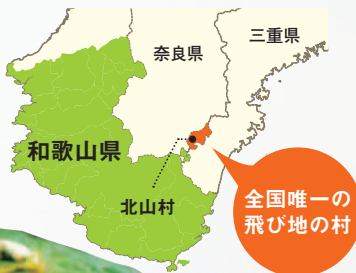 三重県
奈良県
和歌山県
北山村
全国唯一の
飛び地の村